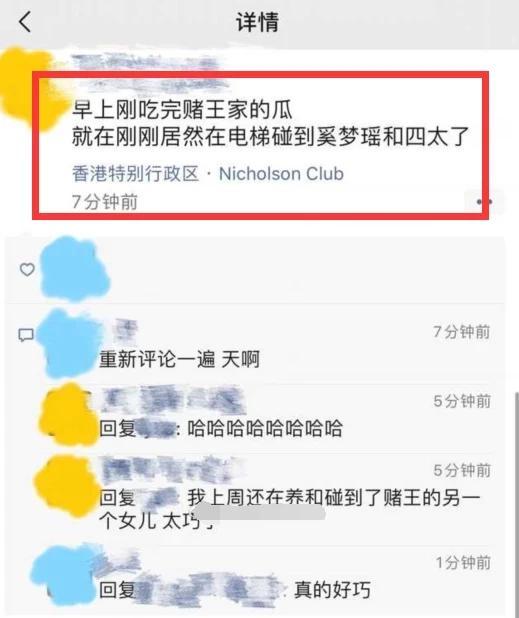 详情
早上刚吃完赌王家的瓜
就在刚刚居然在电梯碰到奚梦瑶和四太了
香港特别行政区 · Nicholson Club
7分钟前
7分钟前
重新评论一遍 天啊
5分钟前
回复 : 哈哈哈哈哈哈哈哈
5分钟前
回复 : 我上周还在养和碰到了赌王的另一
个女儿 太巧了
1分钟前
回复 : 真的好巧